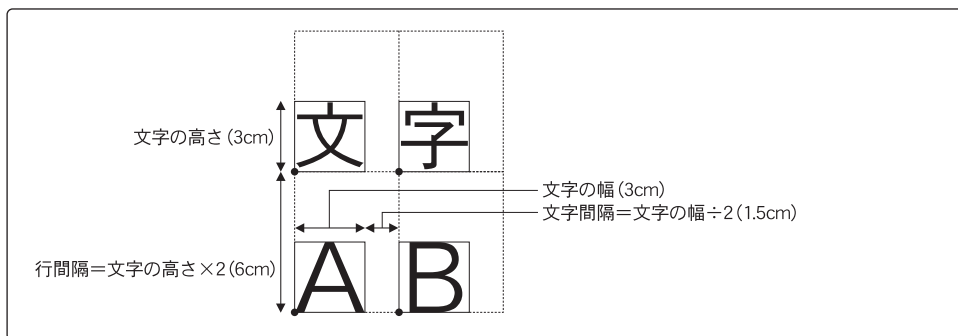 文字
文字の高さ(3cm)
文字の幅(3cm)
文字間隔=文字の幅÷2(1.5cm)
行間隔=文字の高さ×2(6cm)
AB